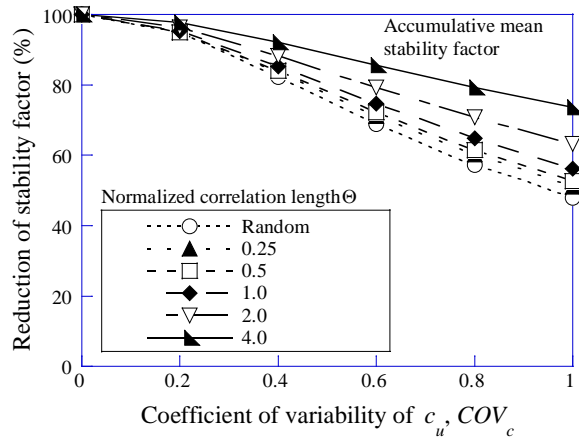 100
80
60
40
20
0
Reduction of stability factor (%)
Accumulative mean
stability factor
Normalized correlation length Θ
Random
0.25
0.5
1.0
2.0
4.0
0 0.2 0.4 0.6 0.8 1
Coefficient of variability of c_u, COV_c